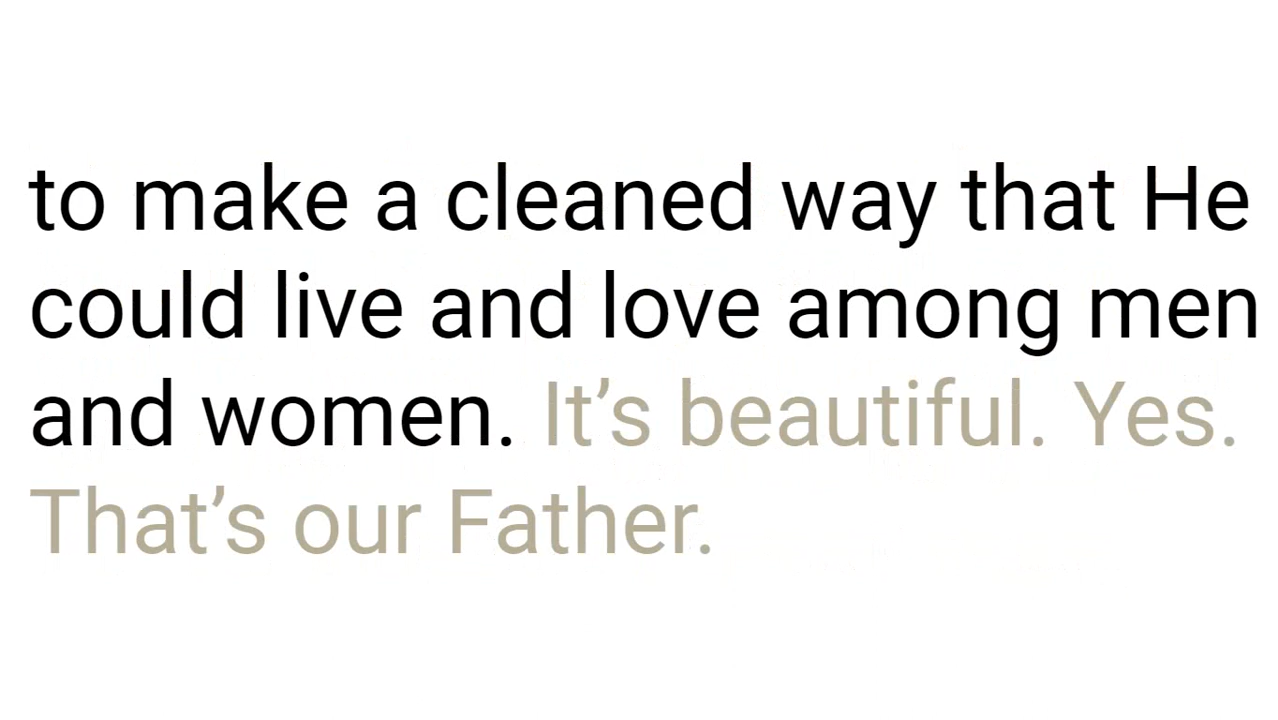 to make a cleaned way that He
could live and love among men
and women. It’s beautiful. Yes.
That’s our Father.